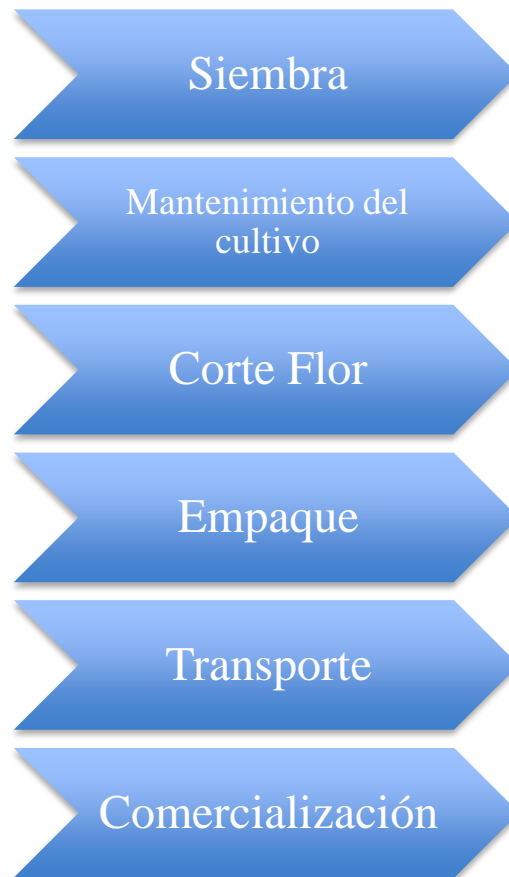 Siembra
Mantenimiento del
cultivo
Corte Flor
Empaque
Transporte
Comercialización